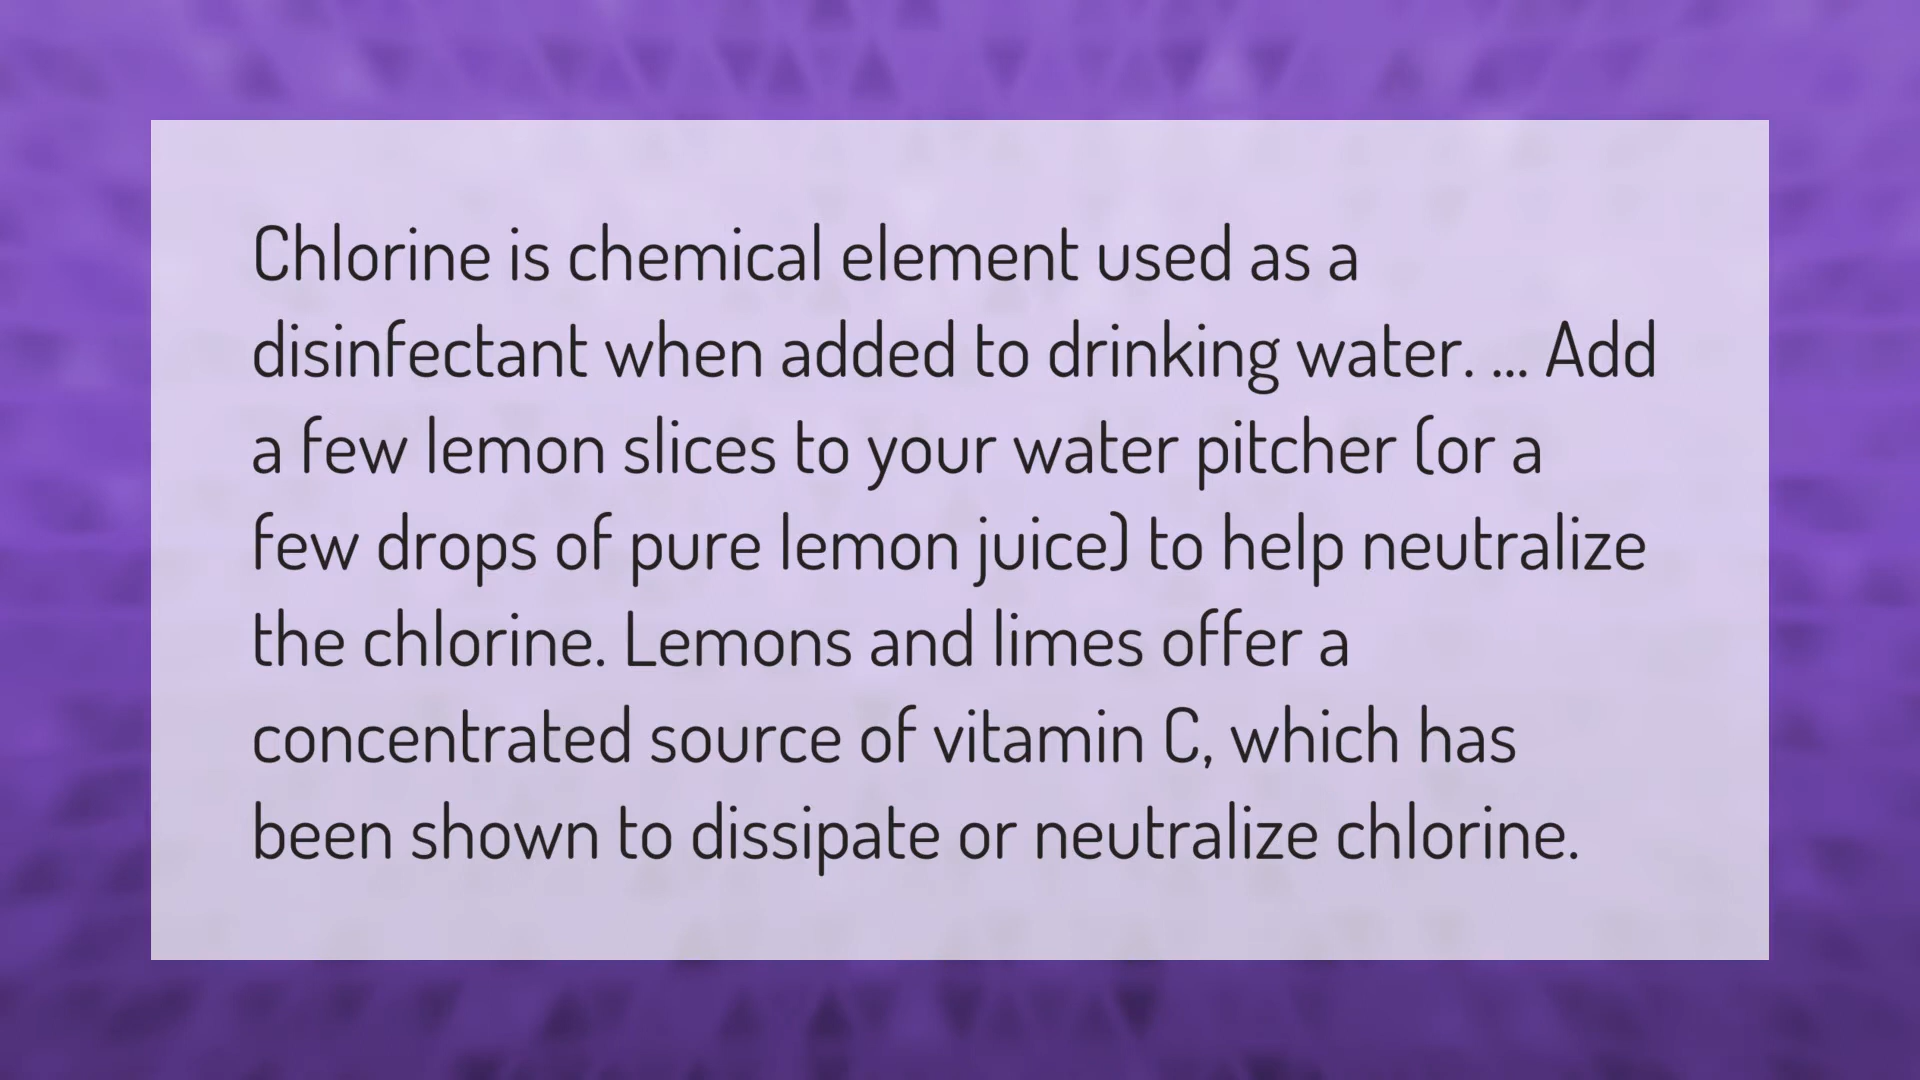 Chlorine is chemical element used as a
disinfectant when added to drinking water. ... Add
a few lemon slices to your water pitcher (or a
few drops of pure lemon juice) to help neutralize
the chlorine. Lemons and limes offer a
concentrated source of vitamin C, which has
been shown to dissipate or neutralize chlorine.